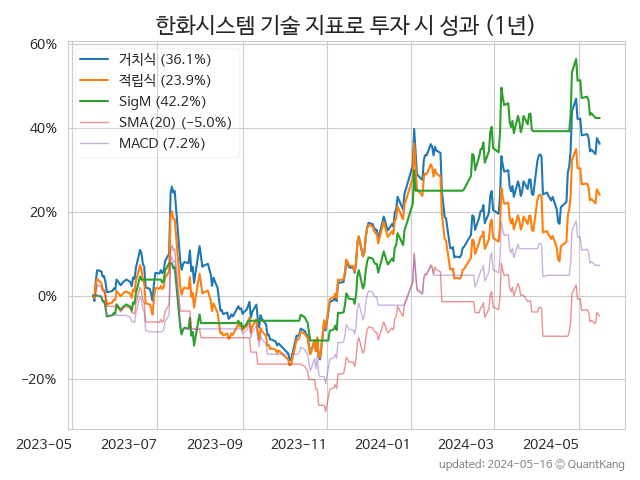 한화시스템 기술 지표로 투자 시 성과 (1년)
60%
40%
20%
0%
−20%
거치식 (36.1%)
적립식 (23.9%)
SigM (42.2%)
SMA(20) (−5.0%)
MACD (7.2%)
2023-05
2023-07
2023-09
2023-11
2024-01
2024-03
2024-05
updated: 2024-05-16 © QuantKang